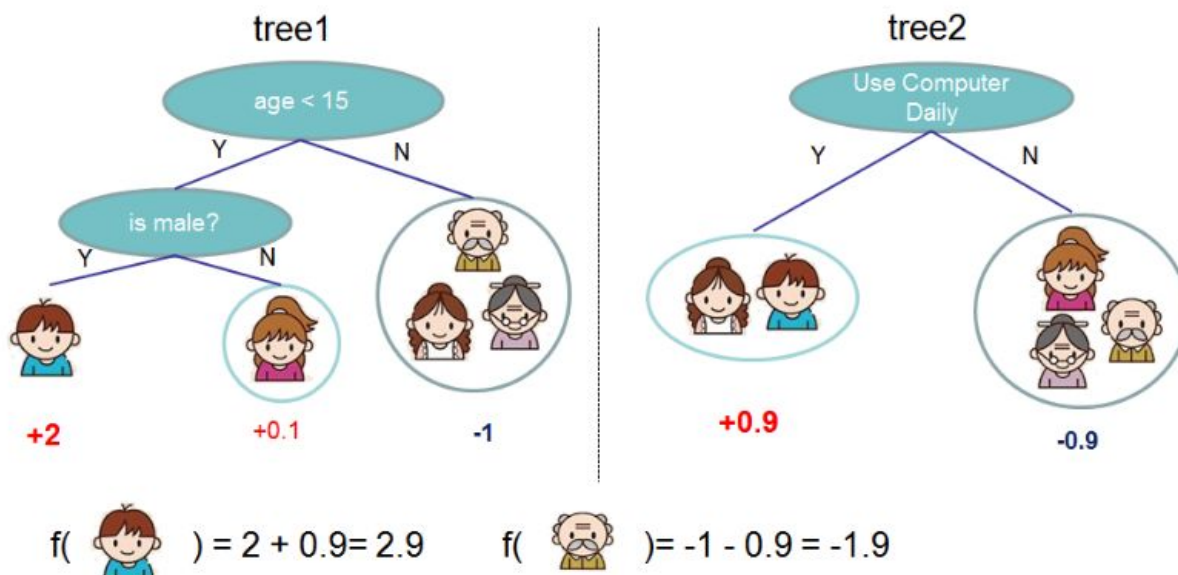 tree1
age < 15
Y
N
is male?
Y
N
+2
+0.1
-1
tree2
Use Computer
Daily
Y
N
+0.9
-0.9
f( ) = 2 + 0.9= 2.9
f( )= -1 - 0.9 = -1.9